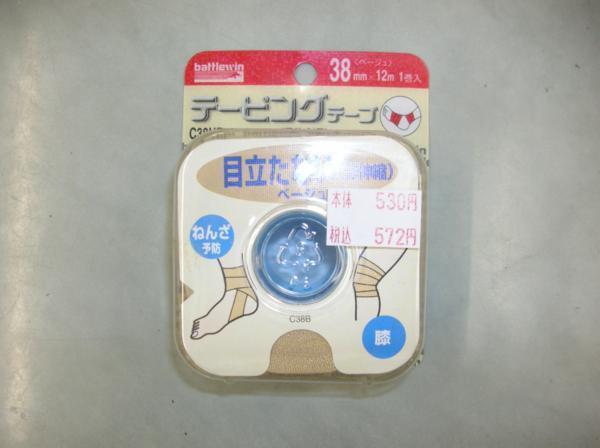 battlewin
38mm×12m 1巻入
〈ベージュ〉
テーピングテープ
目立た
伸縮)
ベージュ
本体 530円
税込 572円
ねんざ
予防
C38B
膝